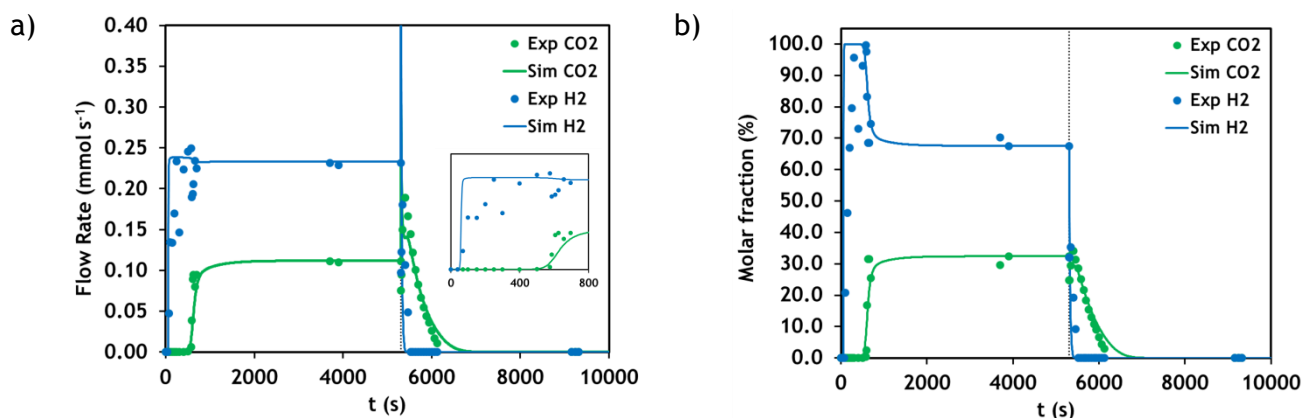 a)
Flow Rate (mmol s⁻¹)
0.40
0.35
0.30
0.25
0.20
0.15
0.10
0.05
0.00
Exp CO2
Sim CO2
Exp H2
Sim H2
0 400 800
0 2000 4000 6000 8000 10000
t (s)
b)
Molar fraction (%)
100.0
90.0
80.0
70.0
60.0
50.0
40.0
30.0
20.0
10.0
0.0
Exp CO2
Sim CO2
Exp H2
Sim H2
0 2000 4000 6000 8000 10000
t (s)